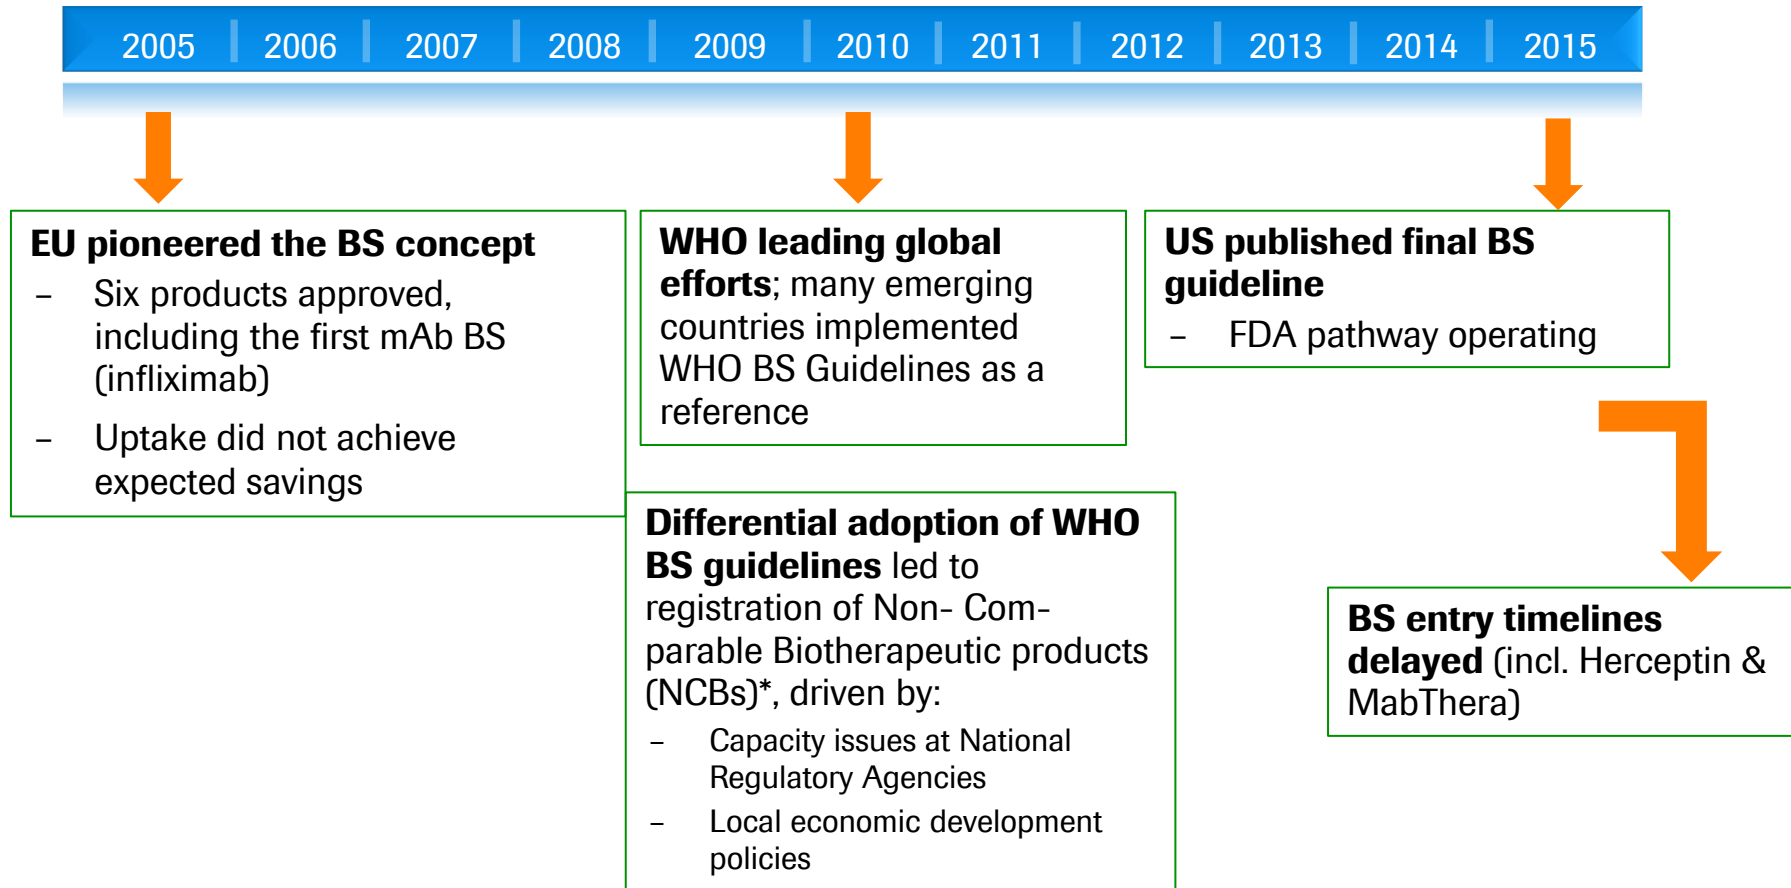 2005 2006 2007 2008 2009 2010 2011 2012 2013 2014 2015
EU pioneered the BS concept
– Six products approved,
including the first mAb BS
(infliximab)
– Uptake did not achieve
expected savings
WHO leading global
efforts; many emerging
countries implemented
WHO BS Guidelines as a
reference
Differential adoption of WHO
BS guidelines led to
registration of Non- Com-
parable Biotherapeutic products
(NCBs)*, driven by:
– Capacity issues at National
Regulatory Agencies
– Local economic development
policies
US published final BS
guideline
– FDA pathway operating
BS entry timelines
delayed (incl. Herceptin &
MabThera)